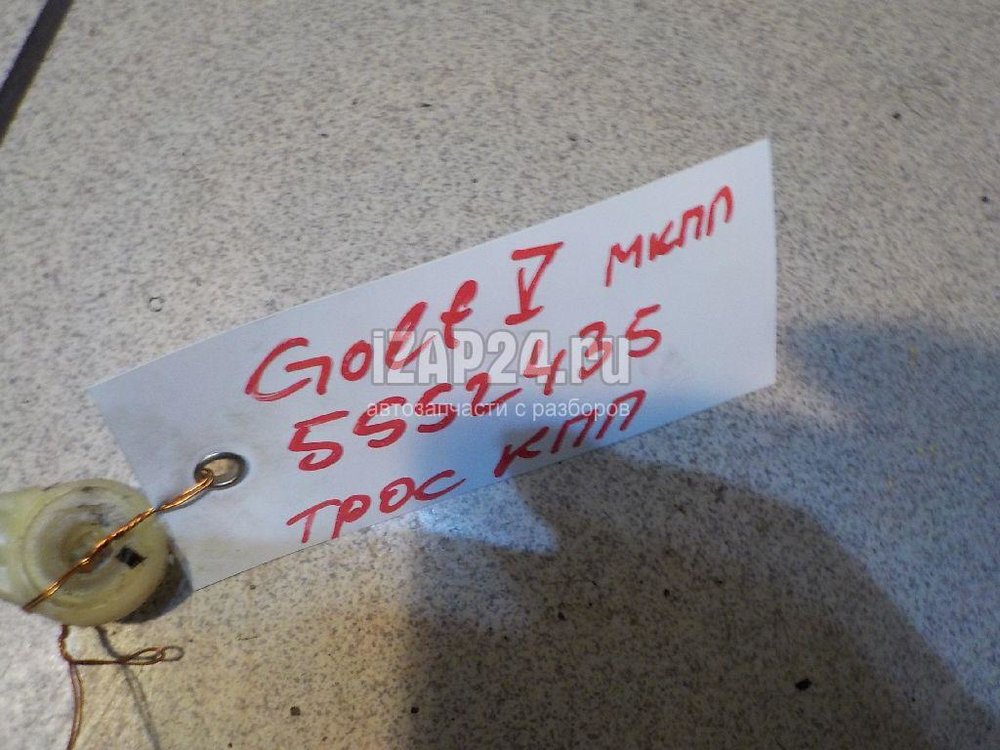 Golf V МКПП
5552435
трос КПП
iZAP24.ru
автозапчасти с разборов